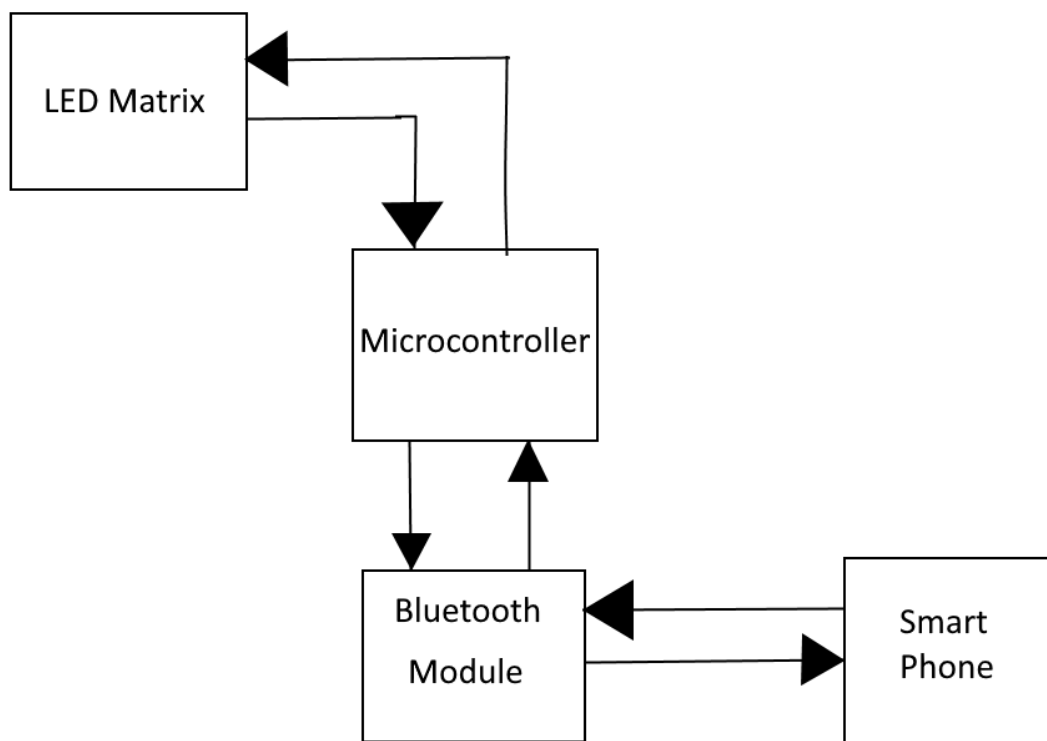 LED Matrix
Microcontroller
Bluetooth
Module
Smart
Phone